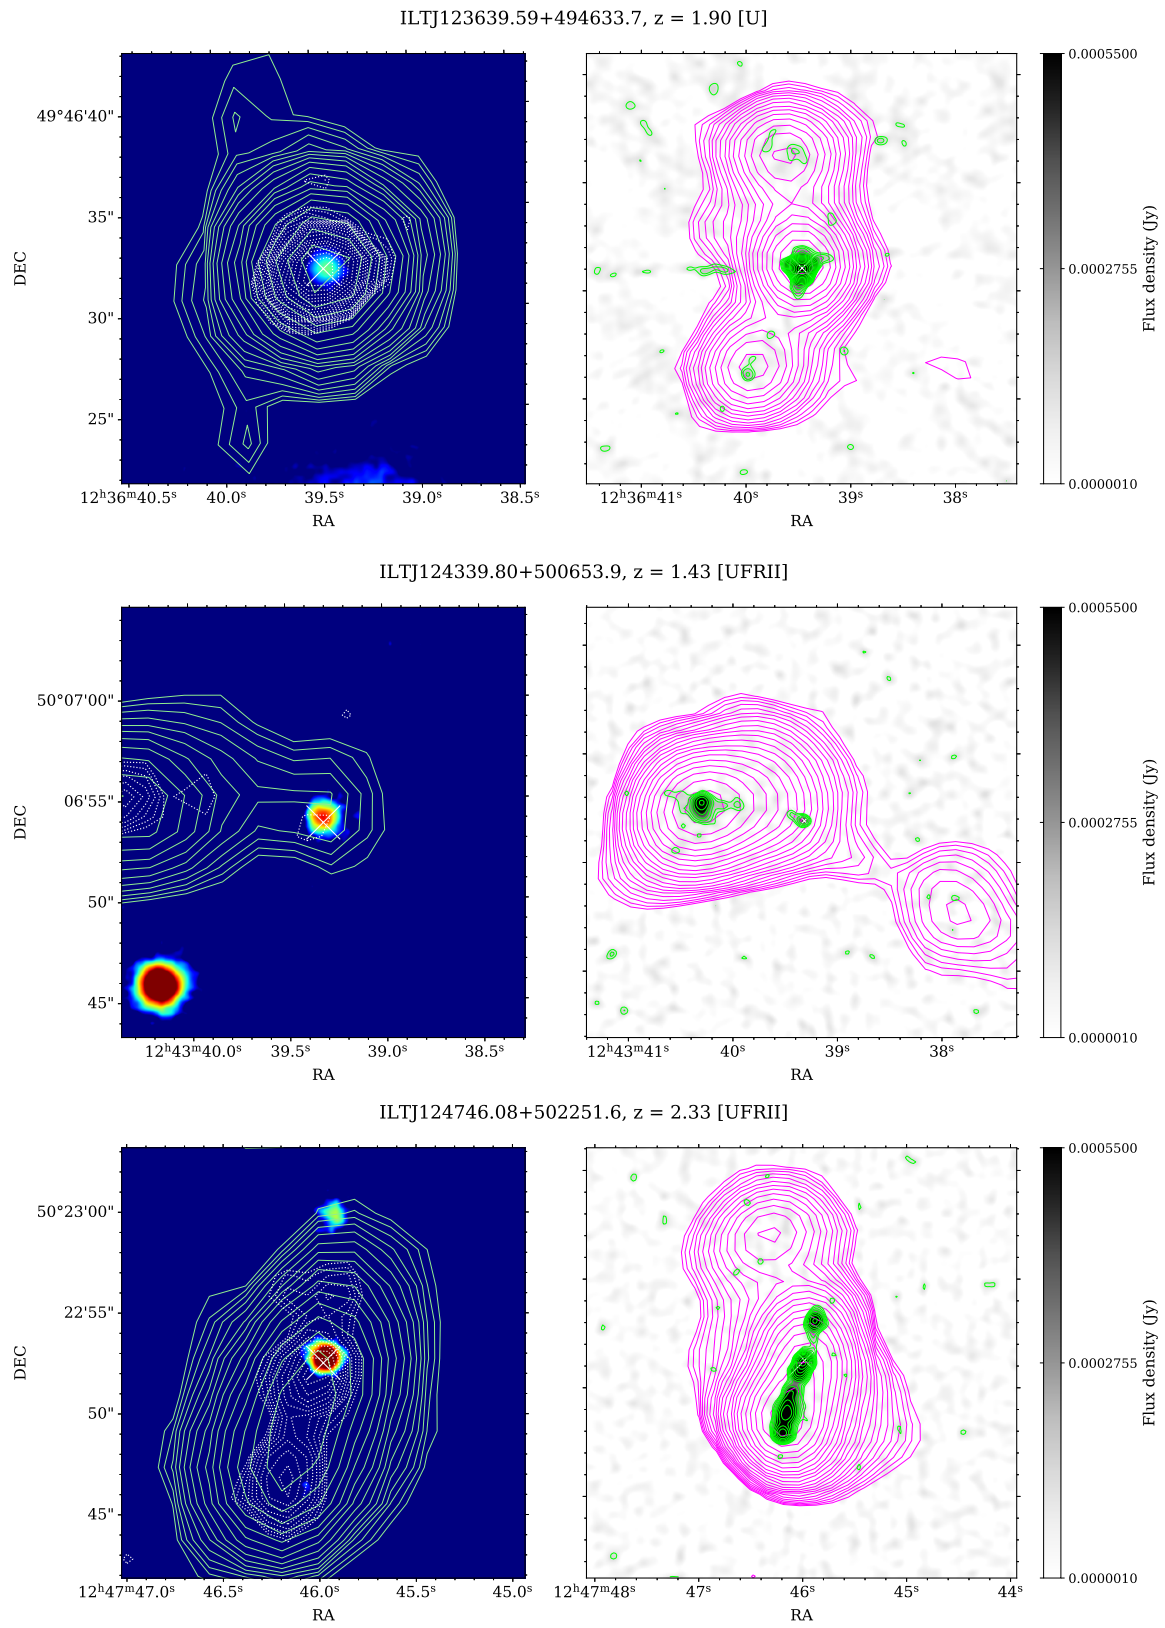 ILTJ123639.59+494633.7, z = 1.90 [U]
49°46'40"
35"
30"
25"
DEC
12ʰ36ᵐ40.5ˢ 40.0ˢ 39.5ˢ 39.0ˢ 38.5ˢ
RA
12ʰ36ᵐ41ˢ 40ˢ 39ˢ 38ˢ
RA
0.0005500
0.0002755
0.0000010
Flux density (Jy)
ILTJ124339.80+500653.9, z = 1.43 [UFRII]
50°07'00"
06'55"
50"
45"
DEC
12ʰ43ᵐ40.0ˢ 39.5ˢ 39.0ˢ 38.5ˢ
RA
12ʰ43ᵐ41ˢ 40ˢ 39ˢ 38ˢ
RA
0.0005500
0.0002755
0.0000010
Flux density (Jy)
ILTJ124746.08+502251.6, z = 2.33 [UFRII]
50°23'00"
22'55"
50"
45"
DEC
12ʰ47ᵐ47.0ˢ 46.5ˢ 46.0ˢ 45.5ˢ 45.0ˢ
RA
12ʰ47ᵐ48ˢ 47ˢ 46ˢ 45ˢ 44ˢ
RA
0.0005500
0.0002755
0.0000010
Flux density (Jy)